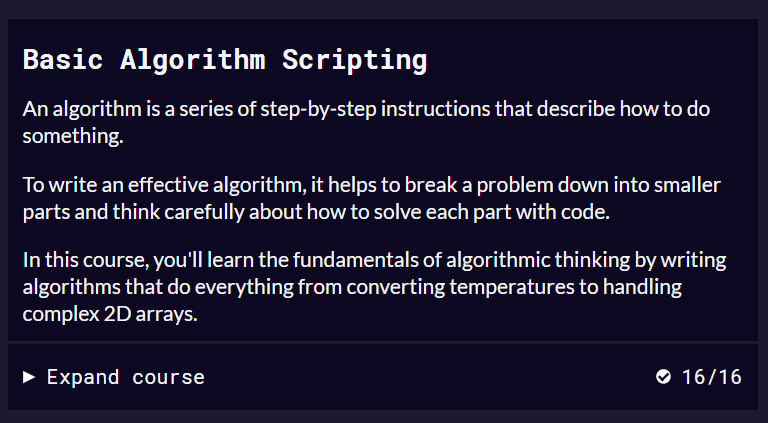 Basic Algorithm Scripting
An algorithm is a series of step-by-step instructions that describe how to do
something.
To write an effective algorithm, it helps to break a problem down into smaller
parts and think carefully about how to solve each part with code.
In this course, you'll learn the fundamentals of algorithmic thinking by writing
algorithms that do everything from converting temperatures to handling
complex 2D arrays.
Expand course 16/16